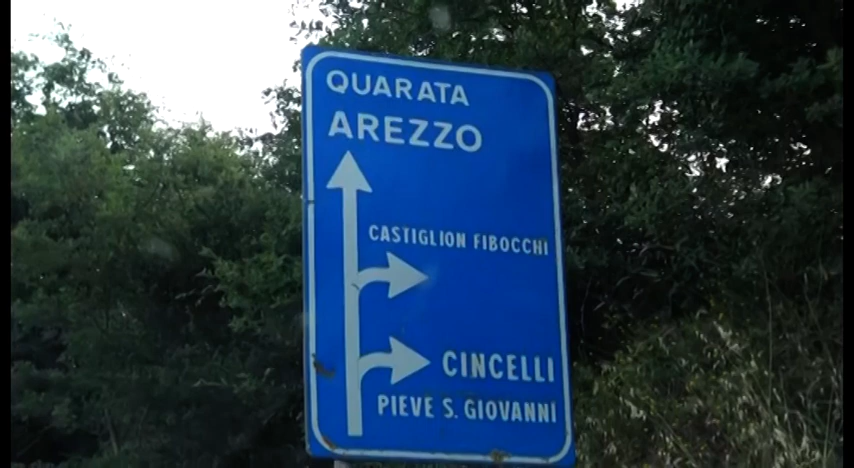 QUARATA
AREZZO
CASTIGLION FIBOCCHI
CINCELLI
PIEVE S. GIOVANNI